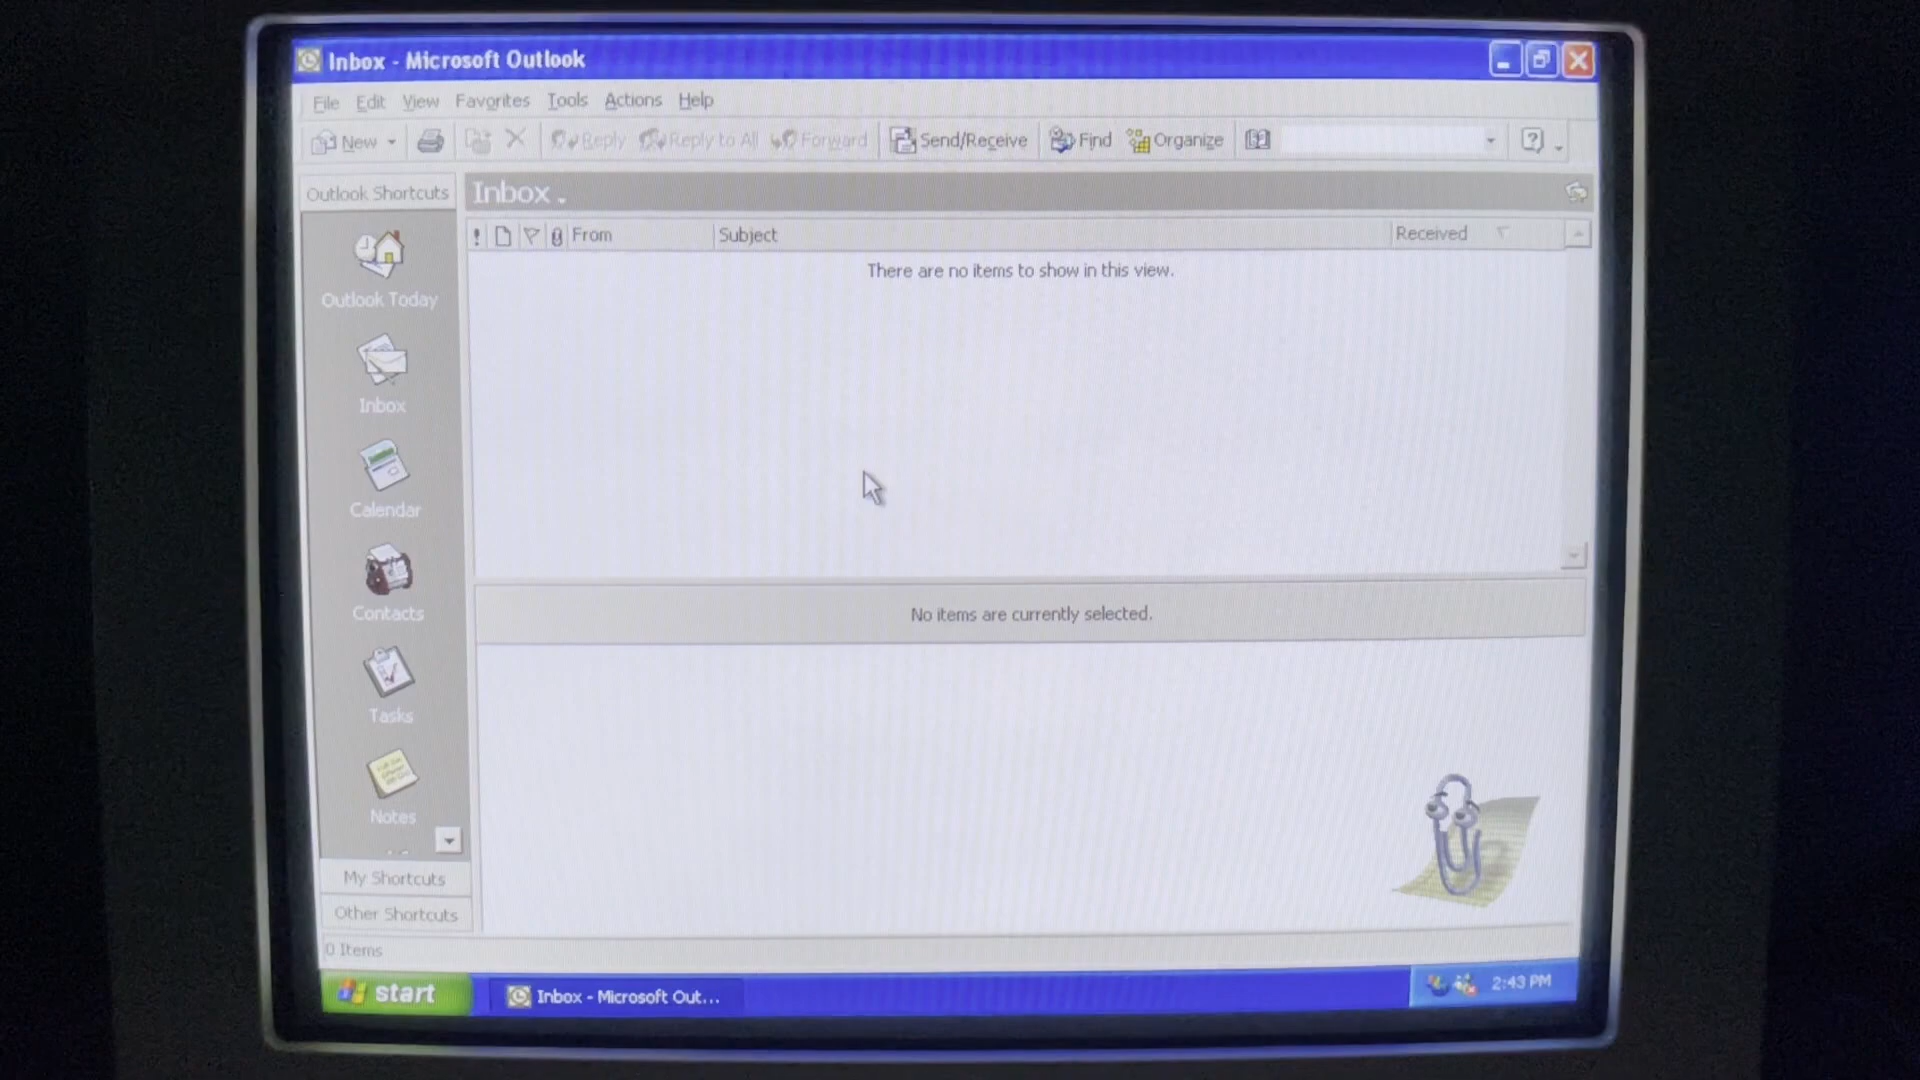 Inbox - Microsoft Outlook
File Edit View Favorites Tools Actions Help
New Reply Reply to All Forward Send/Receive Find Organize
Outlook Shortcuts
Inbox
! From Subject Received
There are no items to show in this view.
Outlook Today
Inbox
Calendar
Contacts
Tasks
Notes
No items are currently selected.
My Shortcuts
Other Shortcuts
0 Items
start Inbox - Microsoft Out... 2:43 PM